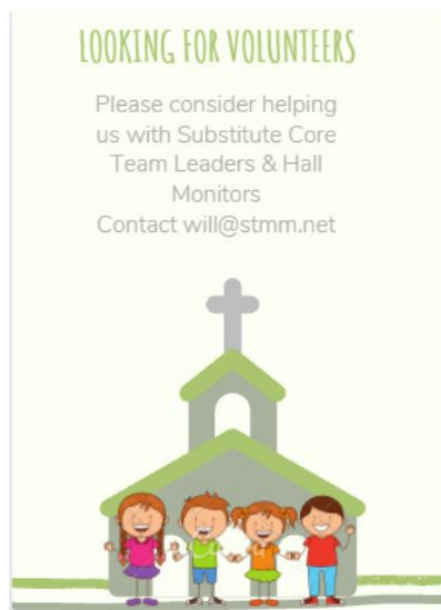 LOOKING FOR VOLUNTEERS
Please consider helping
us with Substitute Core
Team Leaders & Hall
Monitors
Contact will@stmm.net